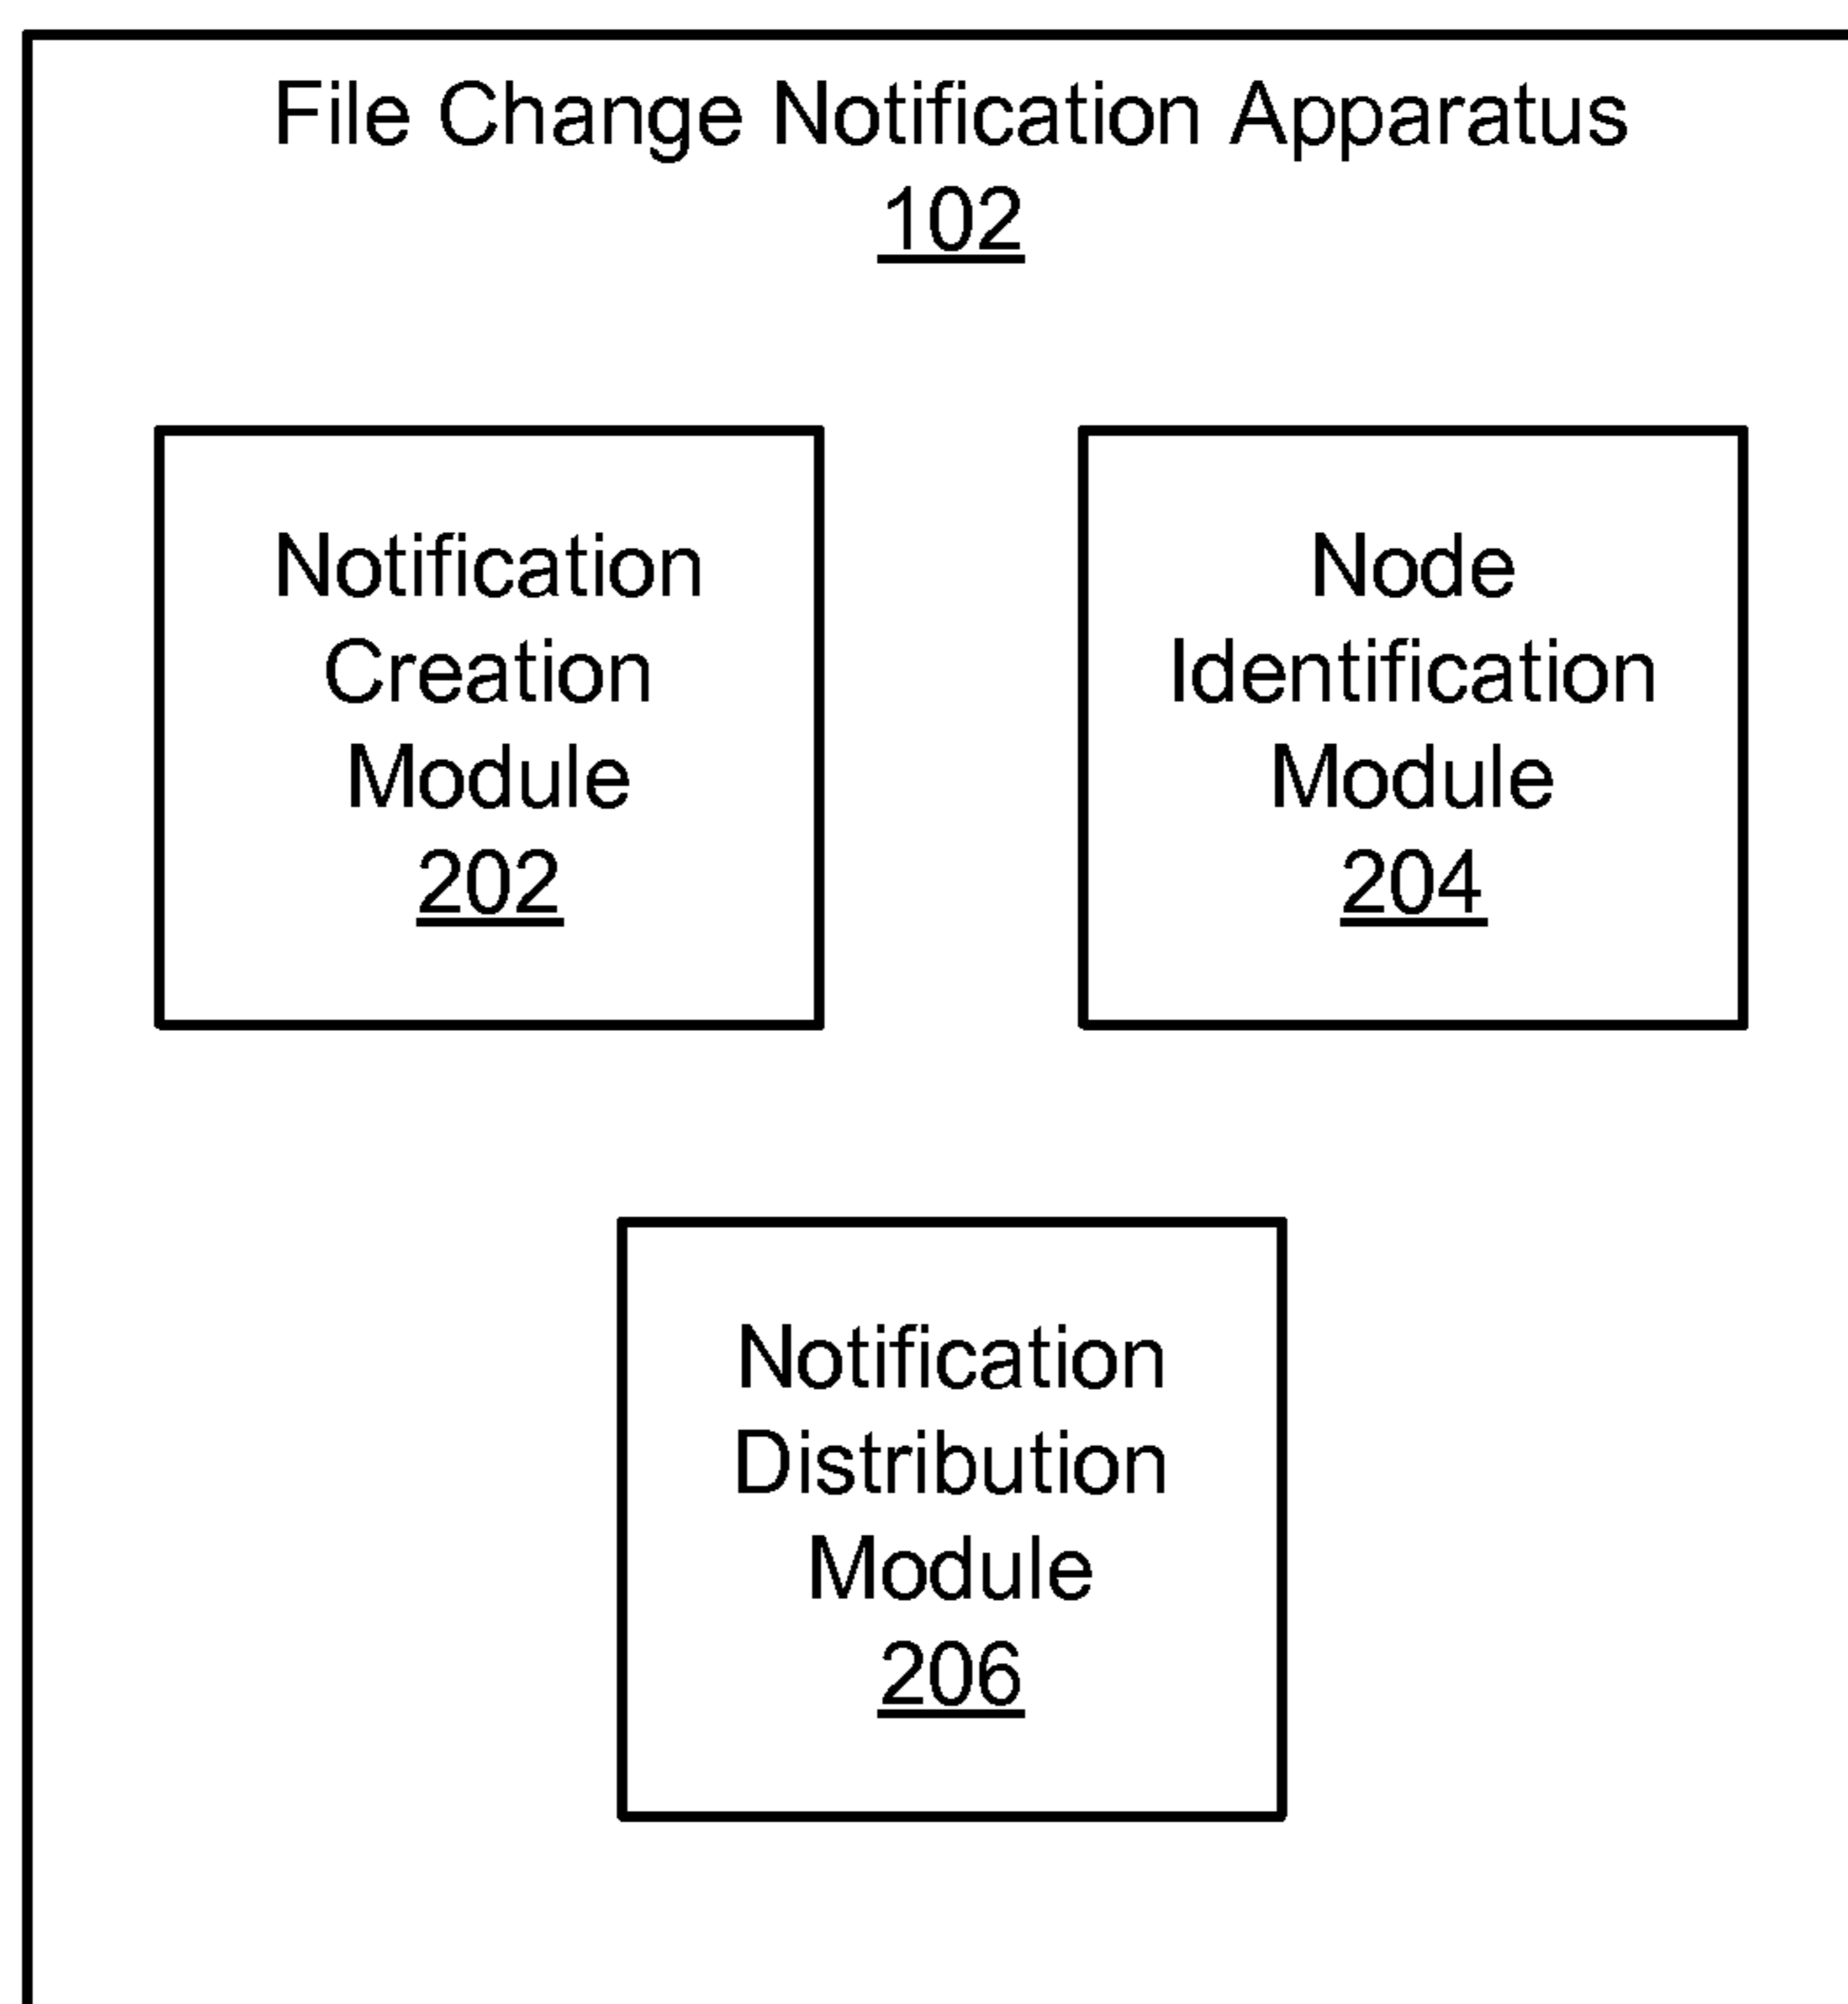 File Change Notification Apparatus
102
Notification
Creation
Module
202
Node
Identification
Module
204
Notification
Distribution
Module
206